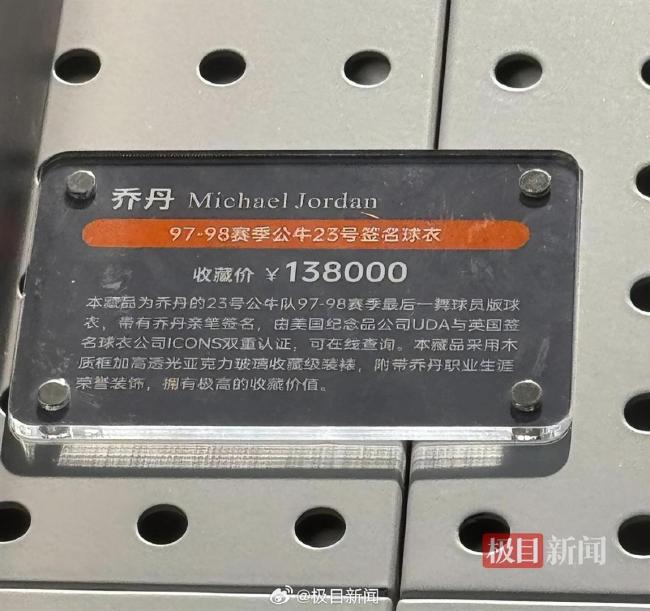 乔丹 Michael Jordan
97-98赛季公牛23号签名球衣
收藏价 ¥138000
本藏品为乔丹的23号公牛队97-98赛季最后一舞球员版球
衣，带有乔丹亲笔签名，由美国纪念品公司UDA与英国签
名球衣公司ICONS双重认证，可在线查询。本藏品采用木
质框加高透光亚克力玻璃收藏级装裱，附带乔丹职业生涯
荣誉装饰，拥有极高的收藏价值。
极目新闻
@极目新闻